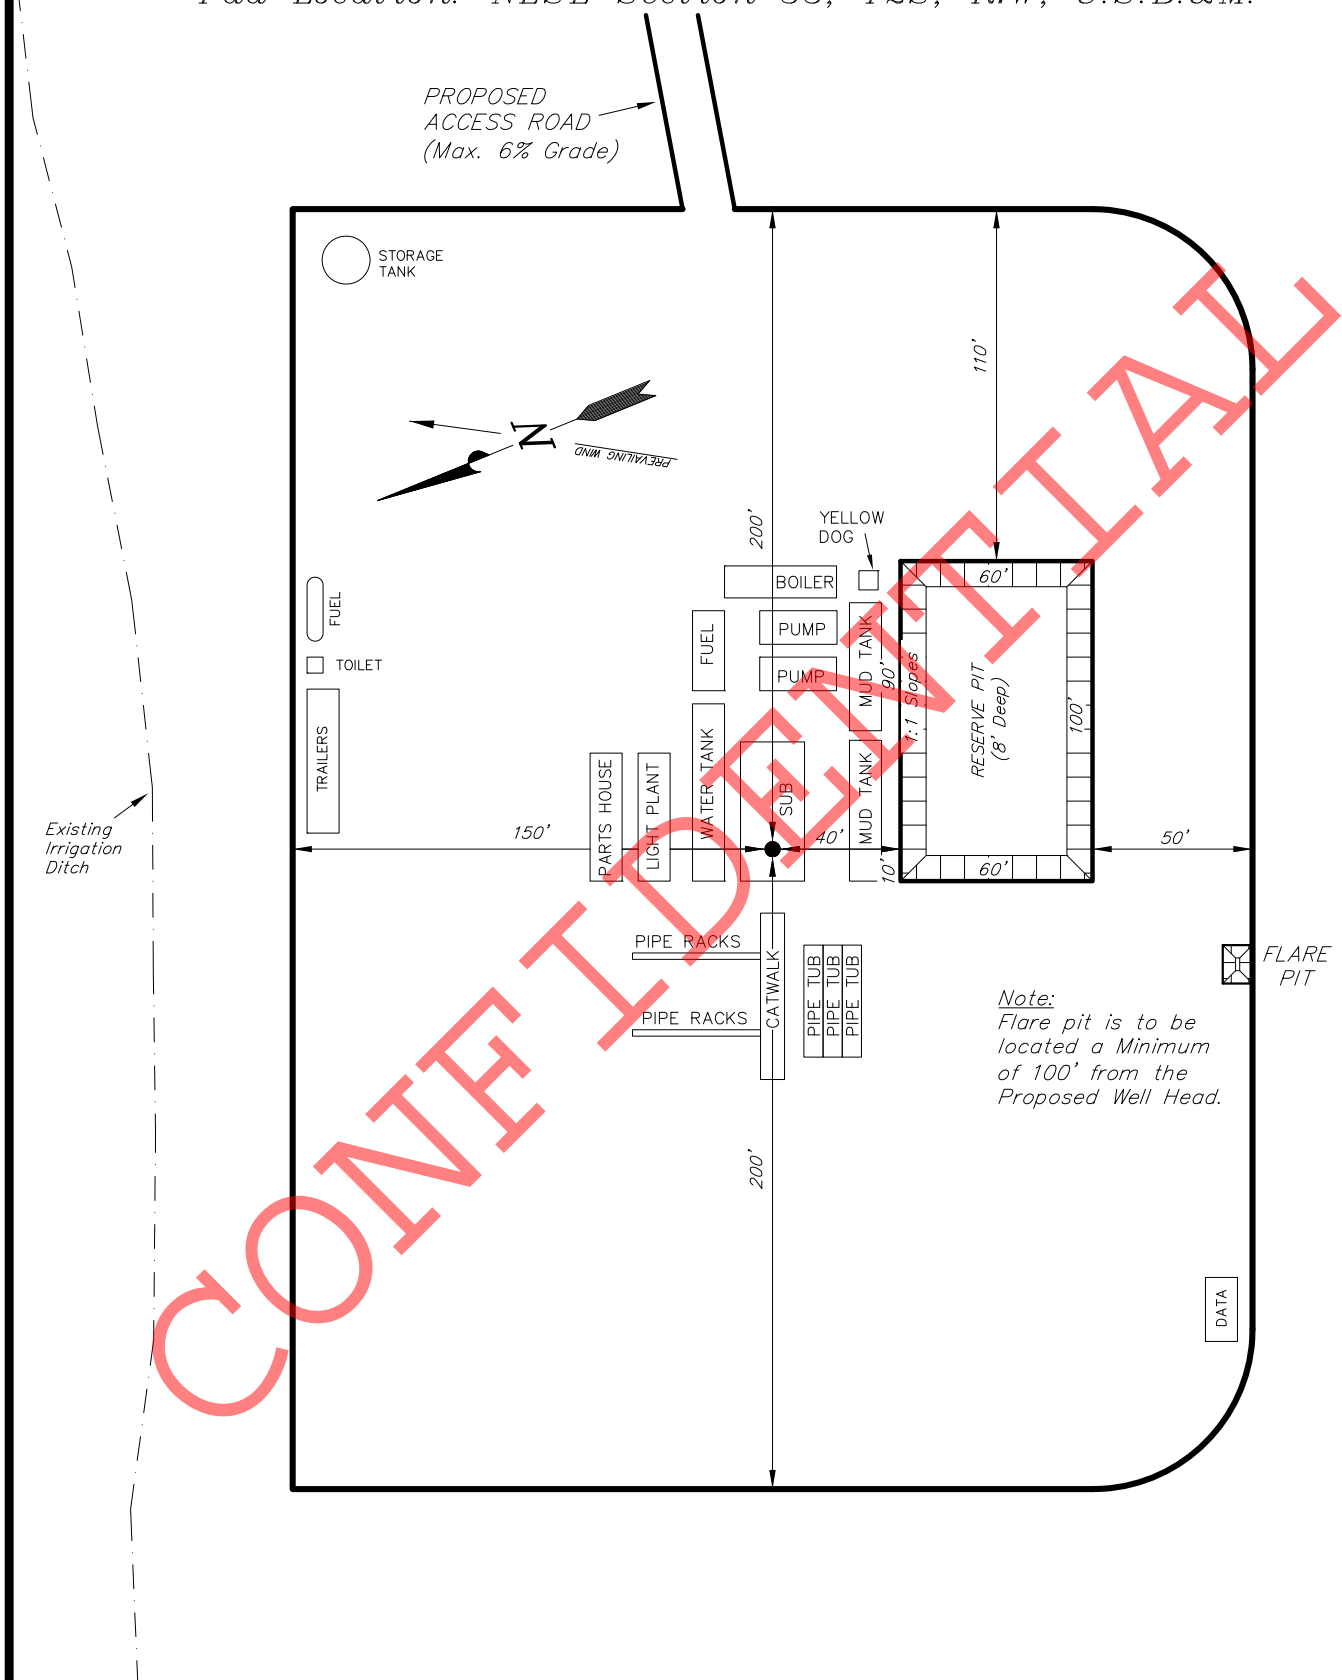 PROPOSED
ACCESS ROAD
(Max. 6% Grade)
STORAGE
TANK
110'
N
PREVAILING WIND
200'
YELLOW
DOG
BOILER
60'
FUEL
FUEL
PUMP
MUD TANK
TOILET
PUMP
90'
1:1 Slopes
RESERVE PIT
(8' Deep)
100'
TRAILERS
PARTS HOUSE
LIGHT PLANT
WATER TANK
SUB
MUD TANK
Existing
Irrigation
Ditch
150'
40'
10'
60'
50'
PIPE RACKS
CATWALK
PIPE TUB
PIPE TUB
PIPE TUB
FLARE
PIT
PIPE RACKS
Note:
Flare pit is to be
located a Minimum
of 100' from the
Proposed Well Head.
200'
DATA
CONFIDENTIAL